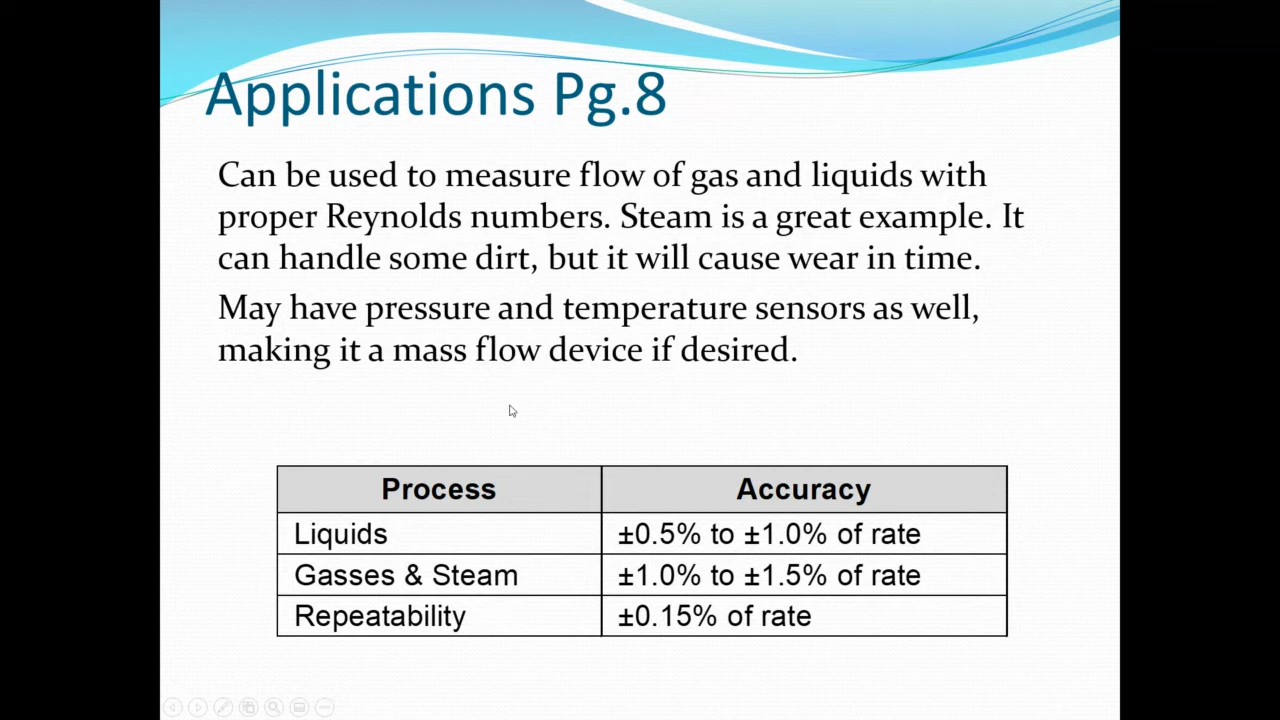 Applications Pg.8
Can be used to measure flow of gas and liquids with
proper Reynolds numbers. Steam is a great example. It
can handle some dirt, but it will cause wear in time.
May have pressure and temperature sensors as well,
making it a mass flow device if desired.
Process Accuracy
Liquids ±0.5% to ±1.0% of rate
Gasses & Steam ±1.0% to ±1.5% of rate
Repeatability ±0.15% of rate